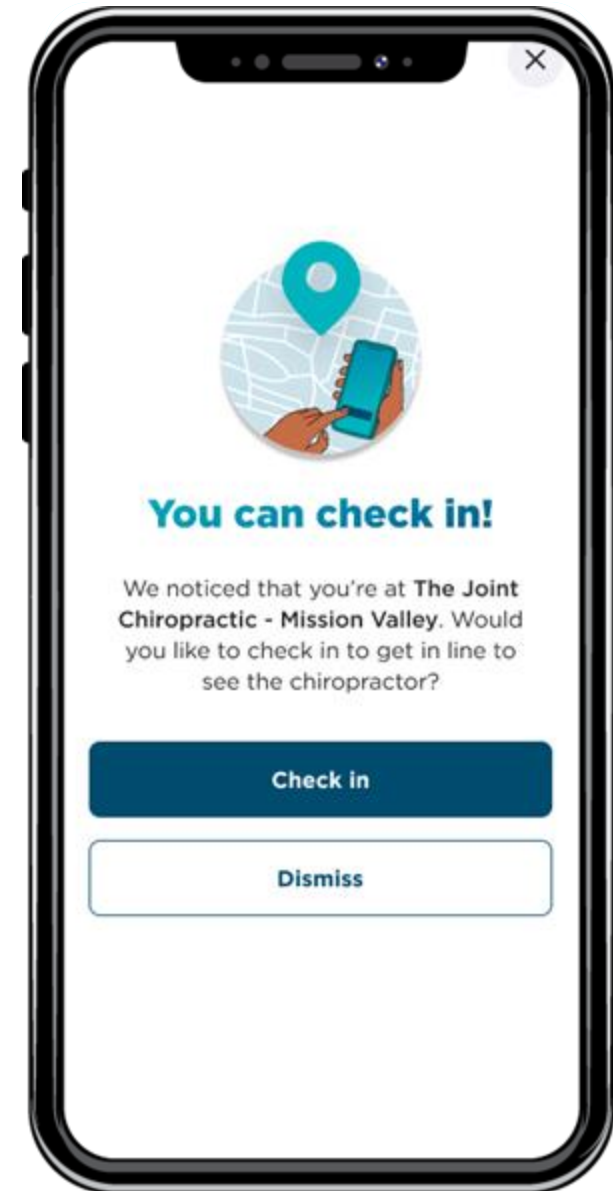 You can check in!
We noticed that you're at The Joint
Chiropractic - Mission Valley. Would
you like to check in to get in line to
see the chiropractor?
Check in
Dismiss